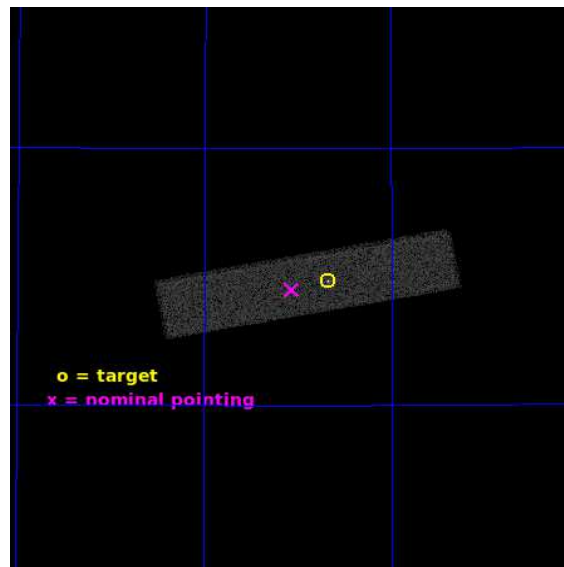 o = target
x = nominal pointing